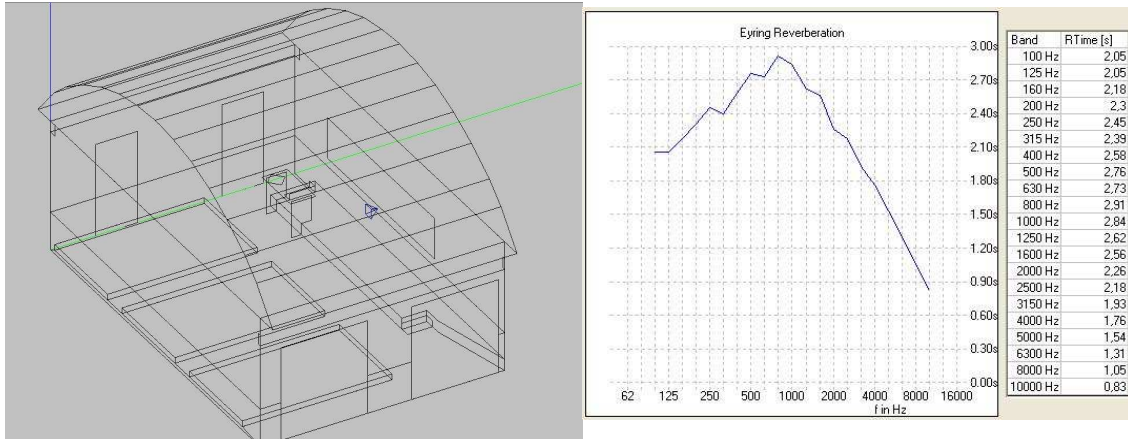 Eyring Reverberation
3.00s
2.70s
2.40s
2.10s
1.80s
1.50s
1.20s
0.90s
0.60s
0.30s
0.00s
62 125 250 500 1000 2000 4000 8000 16000
f in Hz
Band RTime [s]
100 Hz 2,05
125 Hz 2,05
160 Hz 2,18
200 Hz 2,3
250 Hz 2,45
315 Hz 2,39
400 Hz 2,58
500 Hz 2,76
630 Hz 2,73
800 Hz 2,91
1000 Hz 2,84
1250 Hz 2,62
1600 Hz 2,56
2000 Hz 2,26
2500 Hz 2,18
3150 Hz 1,93
4000 Hz 1,76
5000 Hz 1,54
6300 Hz 1,31
8000 Hz 1,05
10000 Hz 0,83